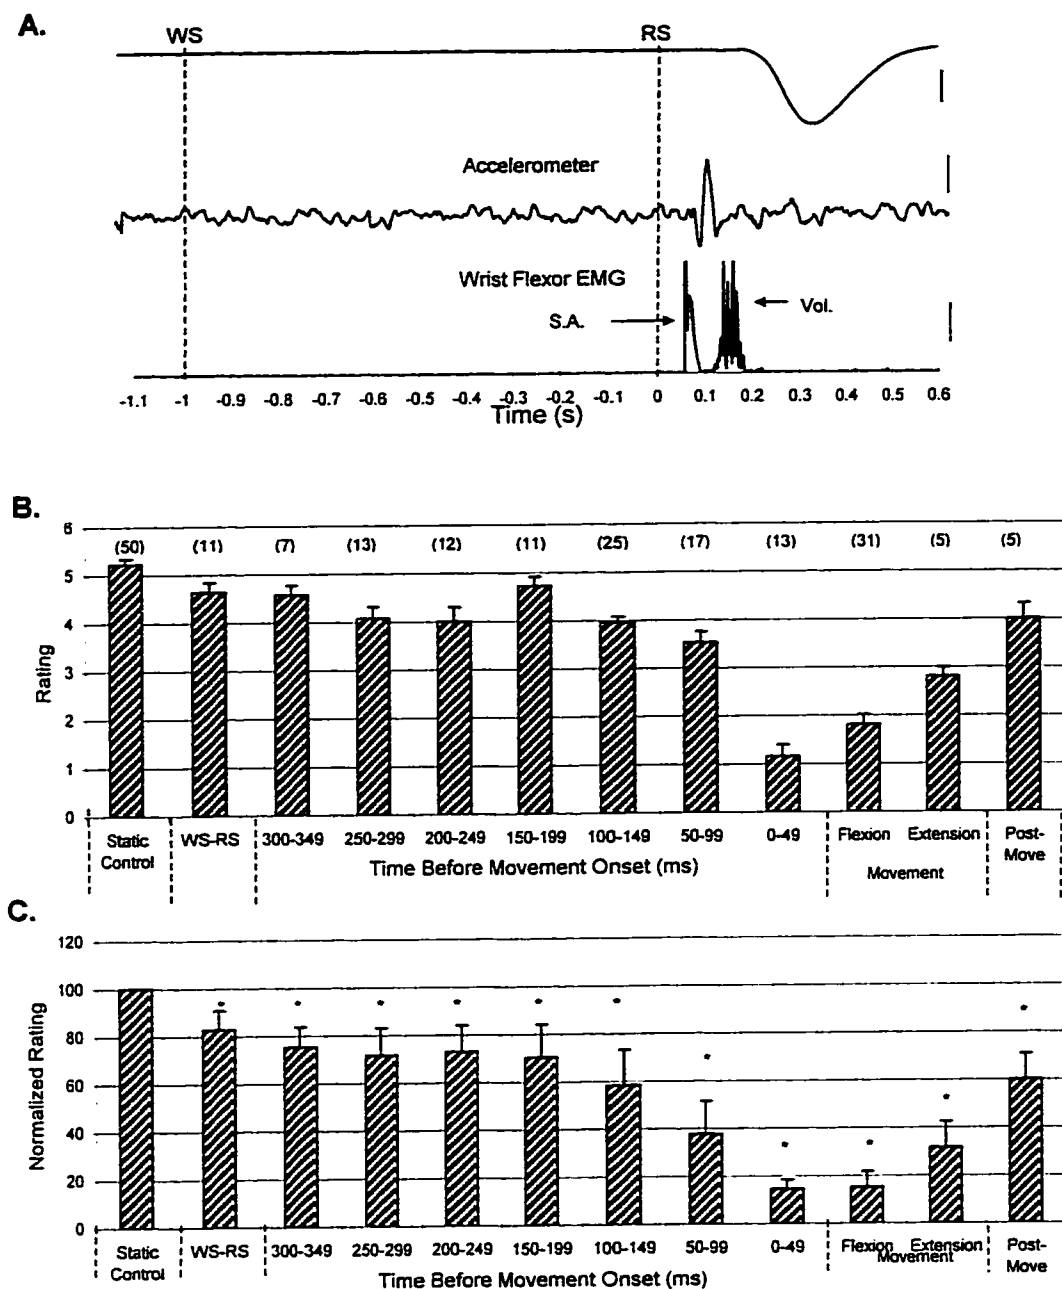 A.
WS
RS
Accelerometer
Wrist Flexor EMG
S.A.
Vol.
-1.1 -1 -0.9 -0.8 -0.7 -0.6 -0.5 -0.4 -0.3 -0.2 -0.1 0 0.1 0.2 0.3 0.4 0.5 0.6
Time (s)
B.
6
(50) (11) (7) (13) (12) (11) (25) (17) (13) (31) (5) (5)
5
4
3
2
1
0
Rating
Static Control WS-RS 300-349 250-299 200-249 150-199 100-149 50-99 0-49 Flexion Extension Post-Move
Time Before Movement Onset (ms)
Movement
C.
120
100
80
60
40
20
0
Normalized Rating
* * * * * * * * * * *
Static Control WS-RS 300-349 250-299 200-249 150-199 100-149 50-99 0-49 Flexion Extension Post-Move
Movement
Time Before Movement Onset (ms)